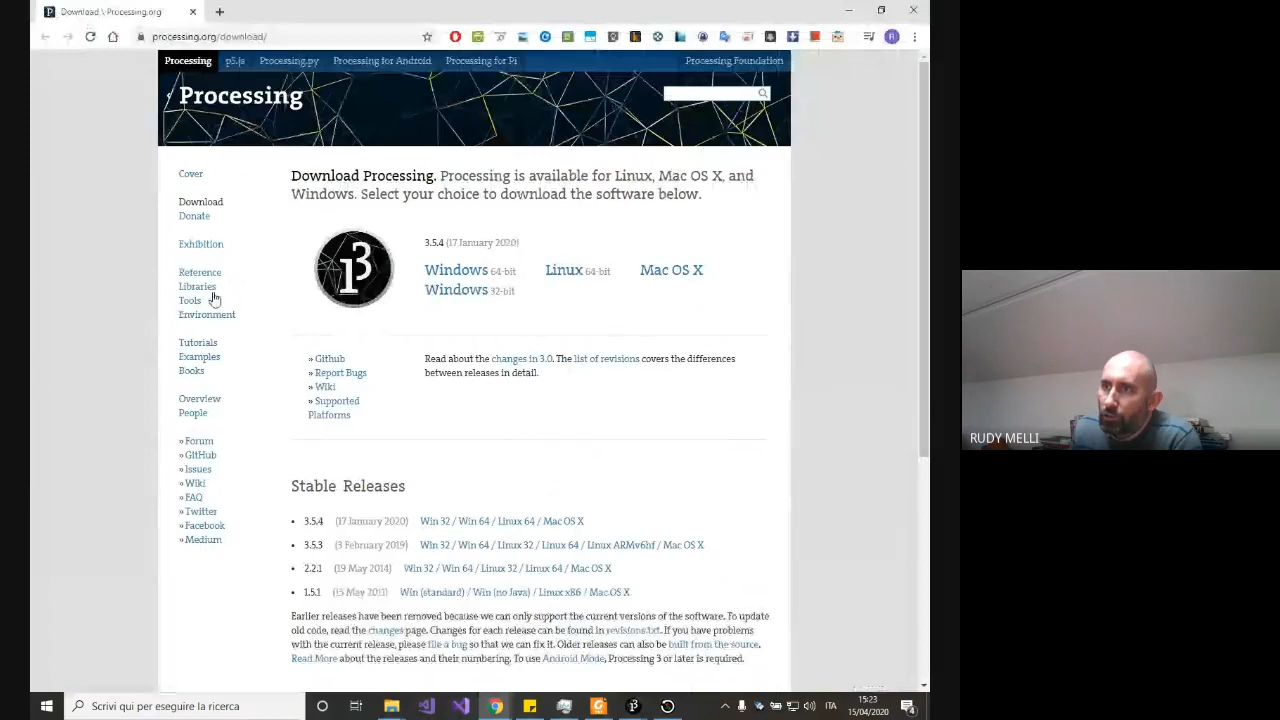 Download \ Processing.org
processing.org/download/
Processing p5.js Processing.py Processing for Android Processing for Pi Processing Foundation
Processing
Cover
Download
Donate
Exhibition
Reference
Libraries
Tools
Environment
Tutorials
Examples
Books
Overview
People
» Forum
» GitHub
» Issues
» Wiki
» FAQ
» Twitter
» Facebook
» Medium
Download Processing. Processing is available for Linux, Mac OS X, and
Windows. Select your choice to download the software below.
3.5.4 (17 January 2020)
Windows 64-bit Linux 64-bit Mac OS X
Windows 32-bit
» Github
» Report Bugs
» Wiki
» Supported
Platforms
Read about the changes in 3.0. The list of revisions covers the differences
between releases in detail.
Stable Releases
• 3.5.4 (17 January 2020) Win 32 / Win 64 / Linux 64 / Mac OS X
• 3.5.3 (3 February 2019) Win 32 / Win 64 / Linux 32 / Linux 64 / Linux ARMv6hf / Mac OS X
• 2.2.1 (19 May 2014) Win 32 / Win 64 / Linux 32 / Linux 64 / Mac OS X
• 1.5.1 (15 May 2011) Win (standard) / Win (no Java) / Linux x86 / Mac OS X
Earlier releases have been removed because we can only support the current versions of the software. To update
old code, read the changes page. Changes for each release can be found in revisions.txt. If you have problems
with the current release, please file a bug so that we can fix it. Older releases can also be built from the source.
Read More about the releases and their numbering. To use Android Mode, Processing 3 or later is required.
RUDY MELLI
Scrivi qui per eseguire la ricerca
ITA
15:23
15/04/2020
4